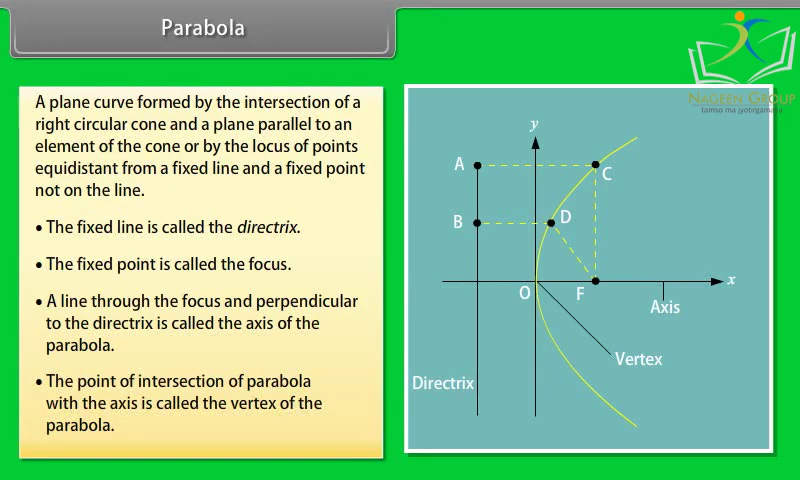 Parabola
NAGEEN GROUP
tamso ma jyotirgamaya
A plane curve formed by the intersection of a
right circular cone and a plane parallel to an
element of the cone or by the locus of points
equidistant from a fixed line and a fixed point
not on the line.
• The fixed line is called the directrix.
• The fixed point is called the focus.
• A line through the focus and perpendicular
to the directrix is called the axis of the
parabola.
• The point of intersection of parabola
with the axis is called the vertex of the
parabola.
y
A
C
B
D
O
F
x
Axis
Vertex
Directrix